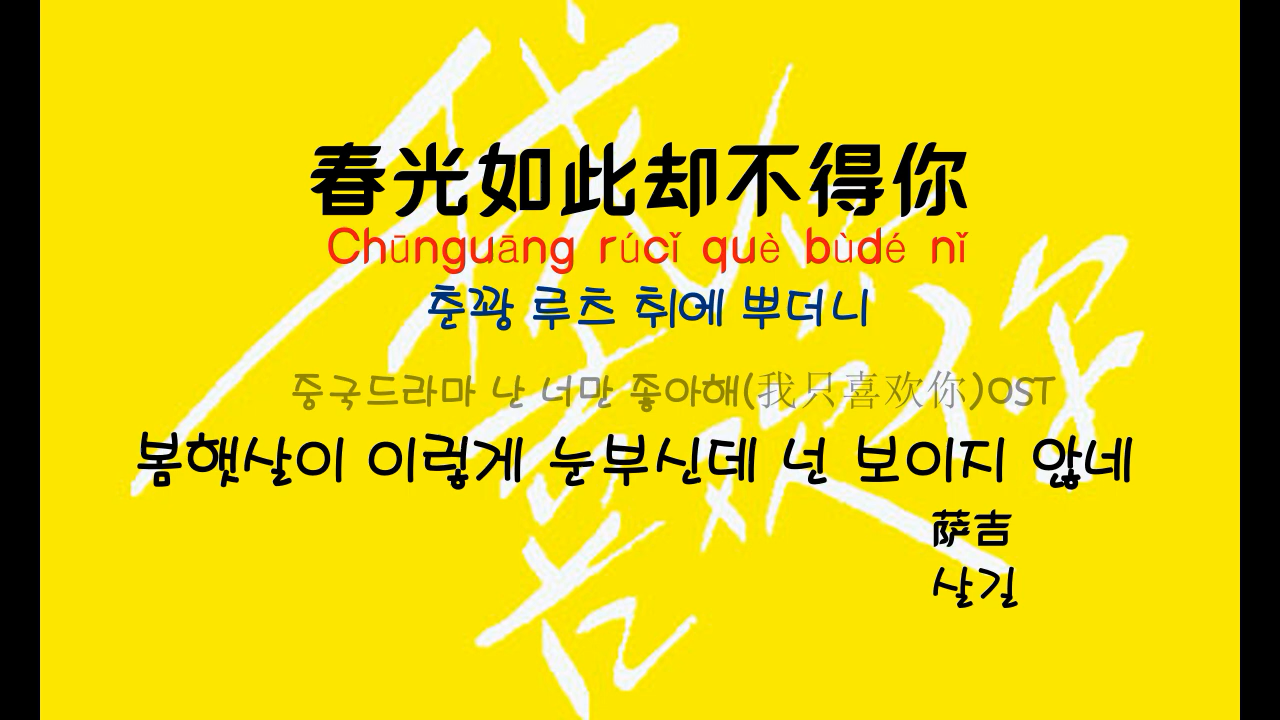 春光如此却不得你
Chūnguāng rúcǐ què bùdé nǐ
춘꽝 루츠 취에 뿌더니
중국드라마 난 너만 좋아해(我只喜欢你)OST
봄햇살이 이렇게 눈부신데 넌 보이지 않네
萨吉
살길